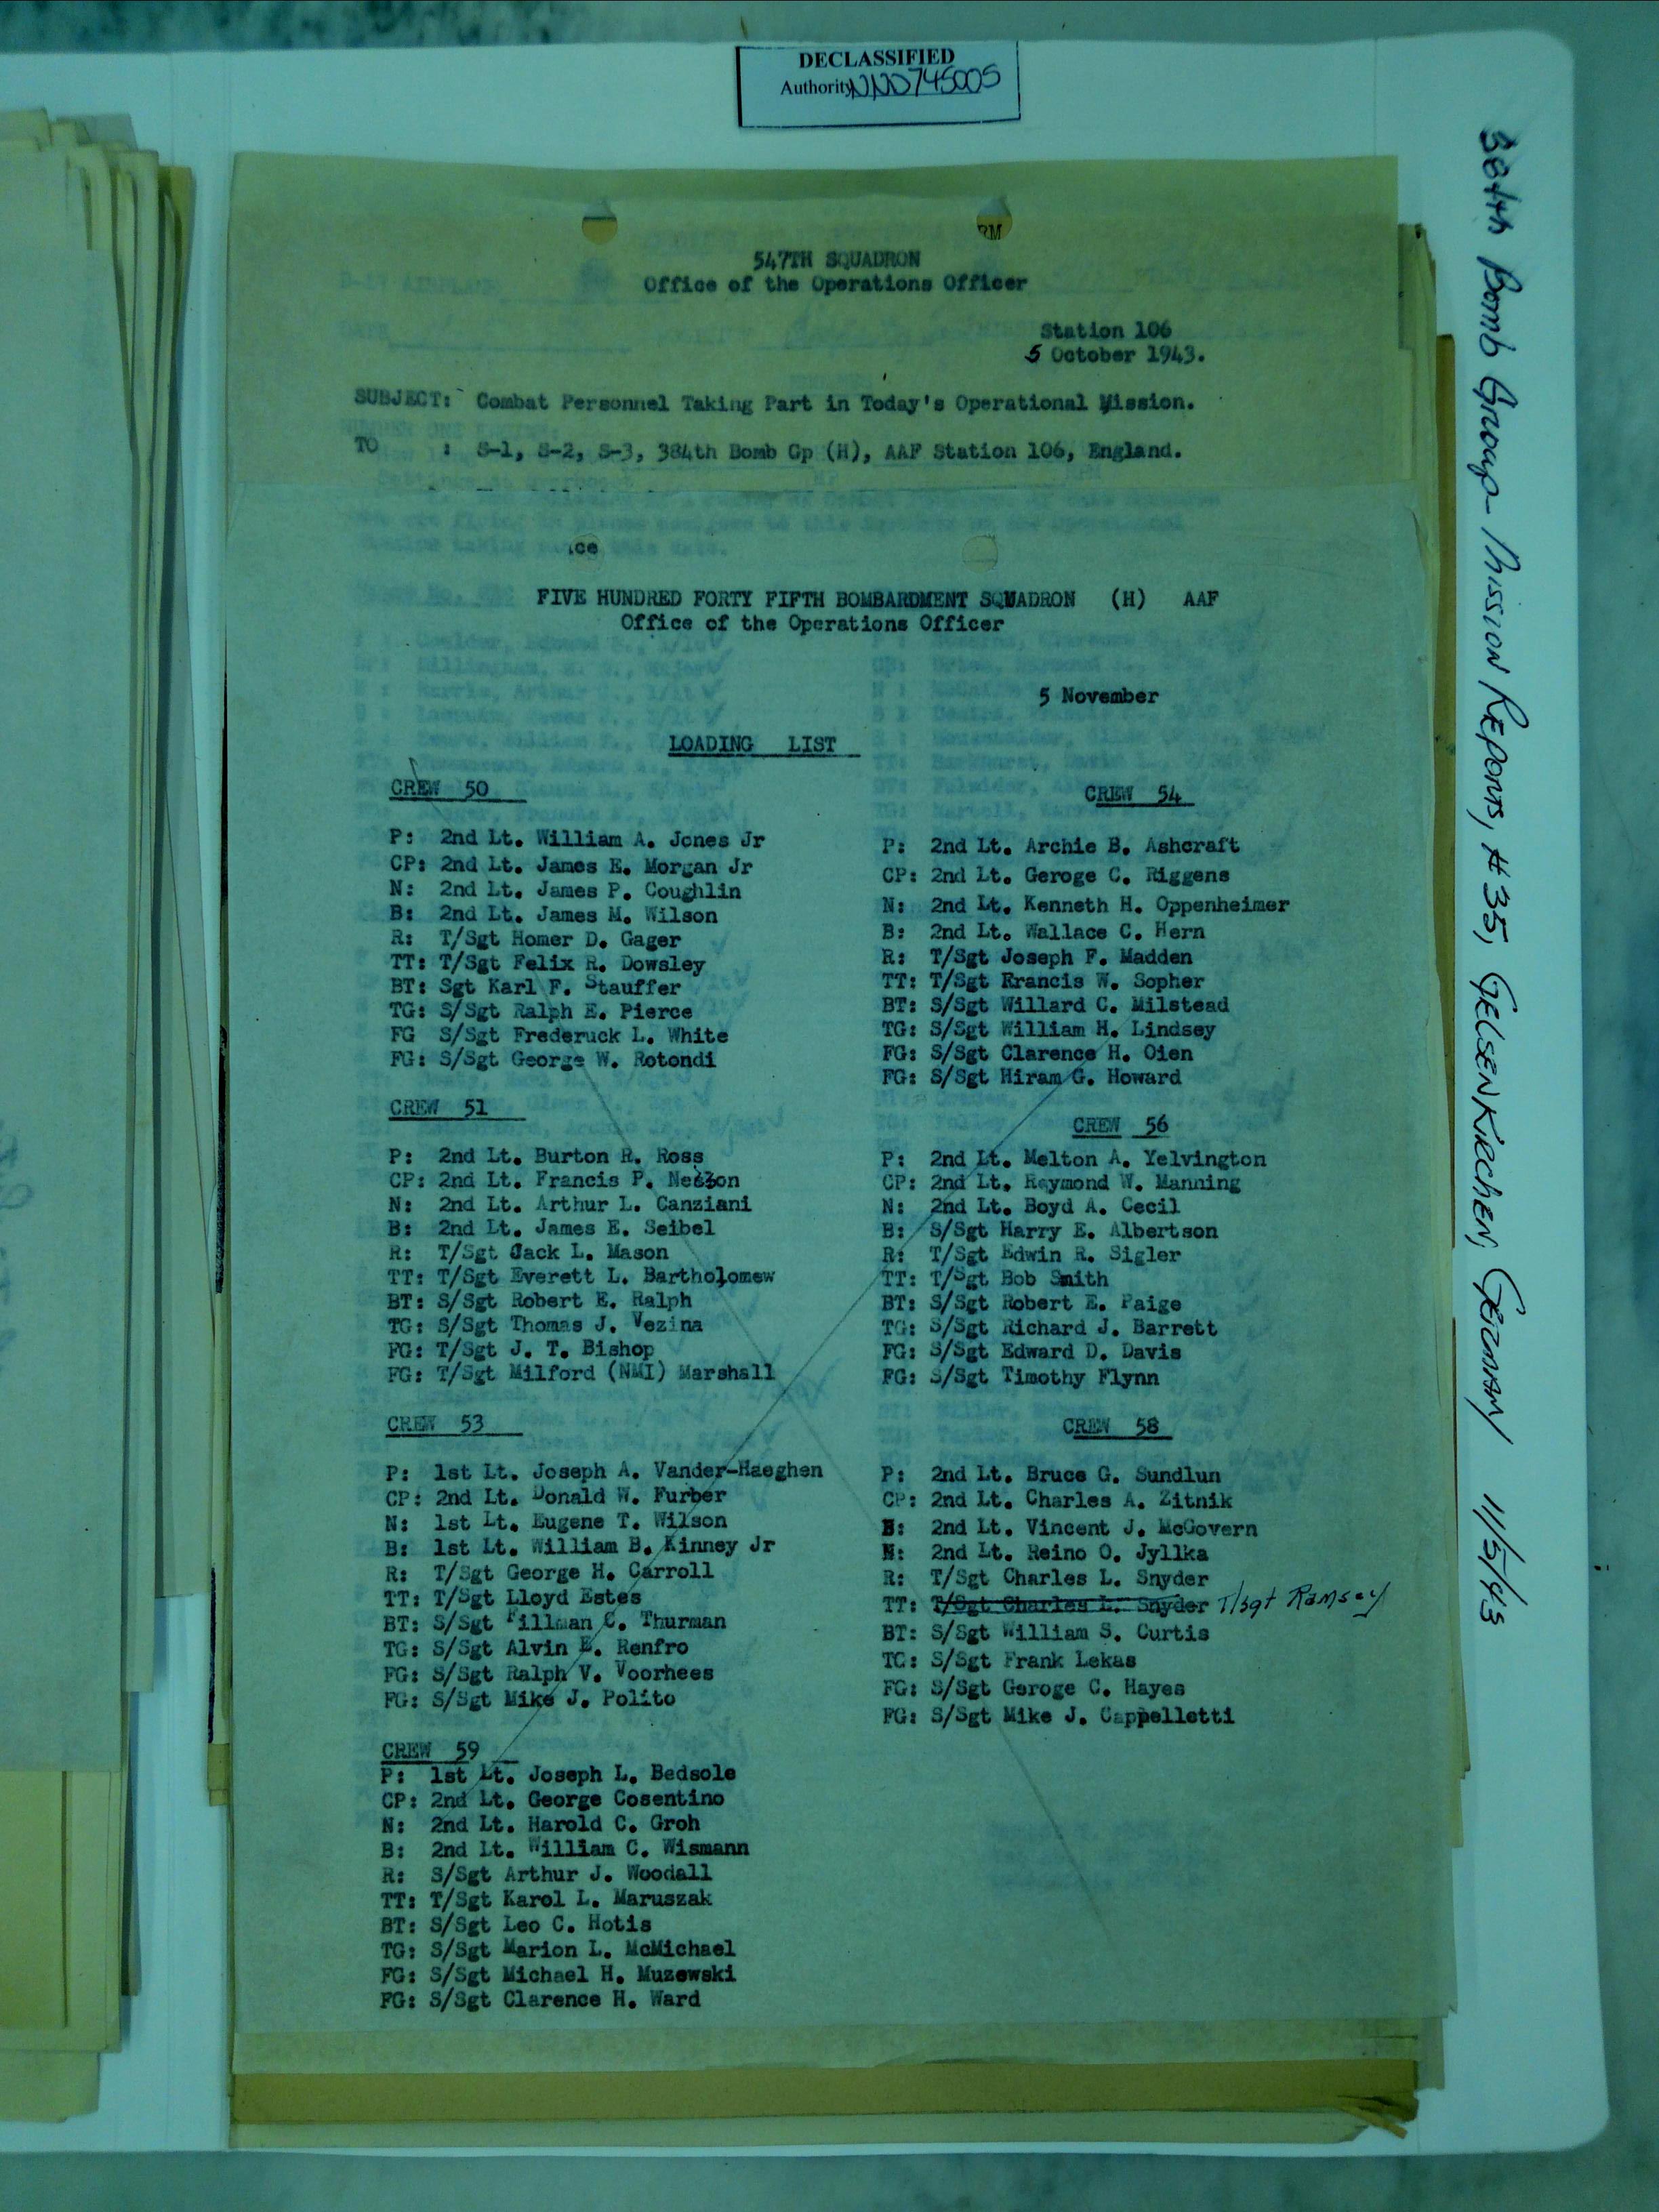 DECLASSIFIED
Authority NND745005
384th Bomb Group - Mission Reports, #35, Gelsenkirchen, Germany 11/5/43
RM
547TH SQUADRON
Office of the Operations Officer
Station 106
5 October 1943.
SUBJECT: Combat Personnel Taking Part in Today's Operational Mission.
TO : S-1, S-2, S-3, 384th Bomb Gp (H), AAF Station 106, England.
ce
FIVE HUNDRED FORTY FIFTH BOMBARDMENT SQUADRON (H) AAF
Office of the Operations Officer
5 November
LOADING LIST
CREW 50
P: 2nd Lt. William A. Jones Jr
CP: 2nd Lt. James E. Morgan Jr
N: 2nd Lt. James P. Coughlin
B: 2nd Lt. James M. Wilson
R: T/Sgt Homer D. Gager
TT: T/Sgt Felix R. Dowsley
BT: Sgt Karl F. Stauffer
TG: S/Sgt Ralph E. Pierce
FG S/Sgt Frederuck L. White
FG: S/Sgt George W. Rotondi
CREW 51
P: 2nd Lt. Burton R. Ross
CP: 2nd Lt. Francis P. Nelson
N: 2nd Lt. Arthur L. Canziani
B: 2nd Lt. James E. Seibel
R: T/Sgt Jack L. Mason
TT: T/Sgt Everett L. Bartholomew
BT: S/Sgt Robert E. Ralph
TG: S/Sgt Thomas J. Vezina
FG: T/Sgt J. T. Bishop
FG: T/Sgt Milford (NMI) Marshall
CREW 53
P: 1st Lt. Joseph A. Vander-Haeghen
CP: 2nd Lt. Donald W. Furber
N: 1st Lt. Eugene T. Wilson
B: 1st Lt. William B. Kinney Jr
R: T/Sgt George H. Carroll
TT: T/Sgt Lloyd Estes
BT: S/Sgt Fillman C. Thurman
TG: S/Sgt Alvin E. Renfro
FG: S/Sgt Ralph V. Voorhees
FG: S/Sgt Mike J. Polito
CREW 59
P: 1st Lt. Joseph L. Bedsole
CP: 2nd Lt. George Cosentino
N: 2nd Lt. Harold C. Groh
B: 2nd Lt. William C. Wismann
R: S/Sgt Arthur J. Woodall
TT: T/Sgt Karol L. Maruszak
BT: S/Sgt Leo C. Hotis
TG: S/Sgt Marion L. McMichael
FG: S/Sgt Michael H. Muzewski
FG: S/Sgt Clarence H. Ward
CREW 54
P: 2nd Lt. Archie B. Ashcraft
CP: 2nd Lt. Geroge C. Riggens
N: 2nd Lt. Kenneth H. Oppenheimer
B: 2nd Lt. Wallace C. Hern
R: T/Sgt Joseph F. Madden
TT: T/Sgt Francis W. Sopher
BT: S/Sgt Willard C. Milstead
TG: S/Sgt William H. Lindsey
FG: S/Sgt Clarence H. Oien
FG: S/Sgt Hiram G. Howard
CREW 56
P: 2nd Lt. Melton A. Yelvington
CP: 2nd Lt. Raymond W. Manning
N: 2nd Lt. Boyd A. Cecil
B: S/Sgt Harry E. Albertson
R: T/Sgt Edwin R. Sigler
TT: T/Sgt Bob Smith
BT: S/Sgt Robert E. Paige
TG: S/Sgt Richard J. Barrett
FG: S/Sgt Edward D. Davis
FG: S/Sgt Timothy Flynn
CREW 58
P: 2nd Lt. Bruce G. Sundlun
CP: 2nd Lt. Charles A. Zitnik
B: 2nd Lt. Vincent J. McGovern
N: 2nd Lt. Reino O. Jyllka
R: T/Sgt Charles L. Snyder
TT: T/Sgt Charles L. Snyder T/Sgt Ramsey
BT: S/Sgt William S. Curtis
TG: S/Sgt Frank Lekas
FG: S/Sgt Geroge C. Hayes
FG: S/Sgt Mike J. Cappelletti